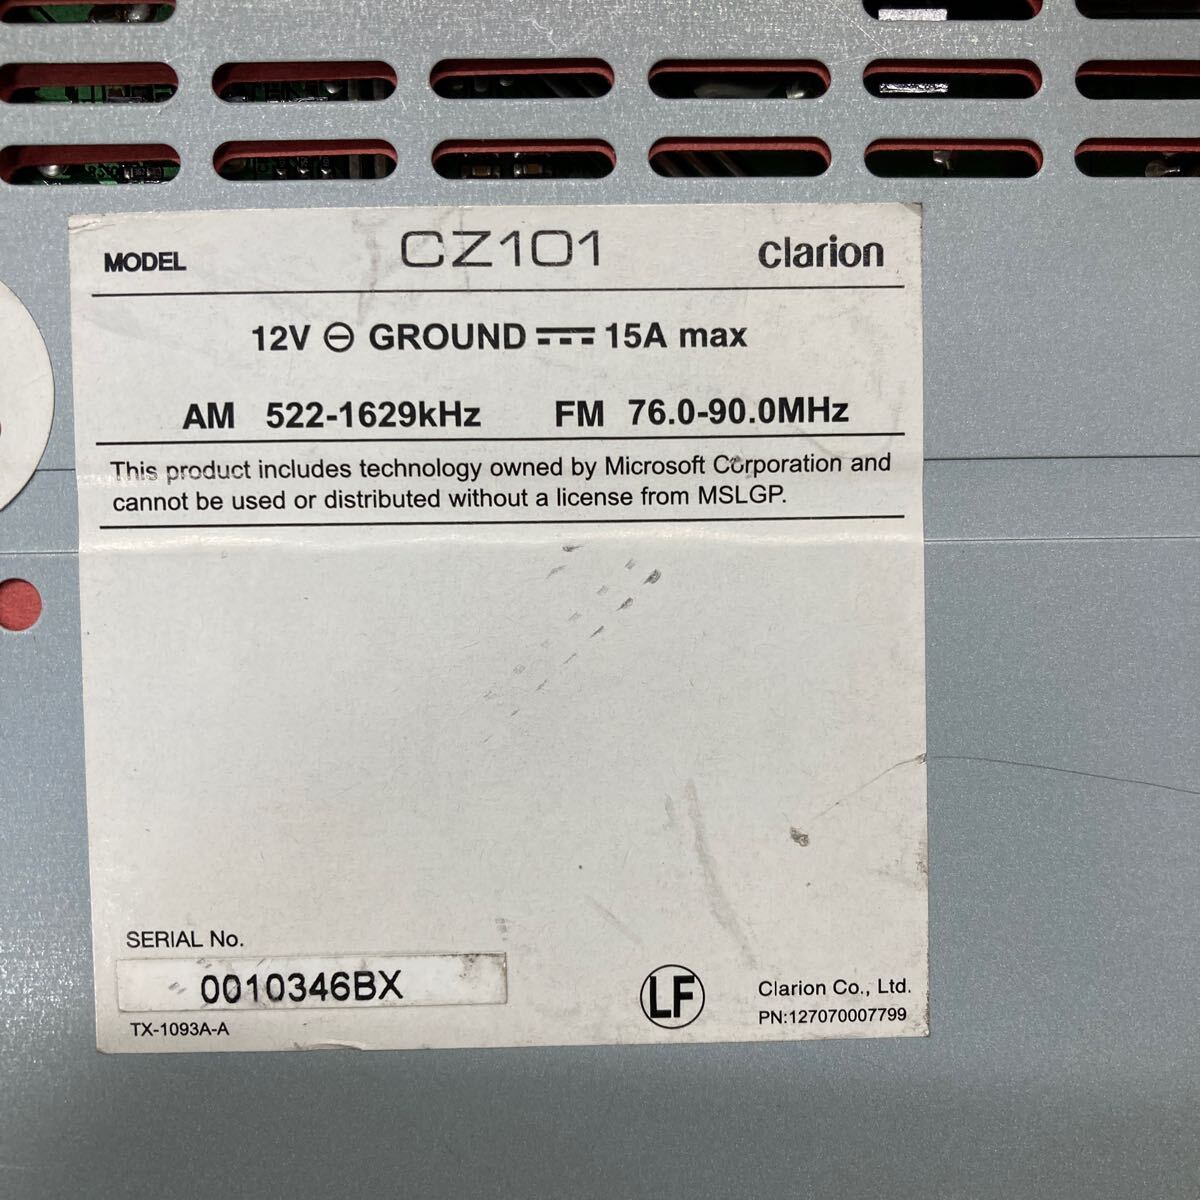 MODEL CZ101 clarion
12V ⊖ GROUND ⎓ 15A max
AM 522-1629kHz FM 76.0-90.0MHz
This product includes technology owned by Microsoft Corporation and
cannot be used or distributed without a license from MSLGP.
SERIAL No.
0010346BX
TX-1093A-A
LF
Clarion Co., Ltd.
PN:127070007799